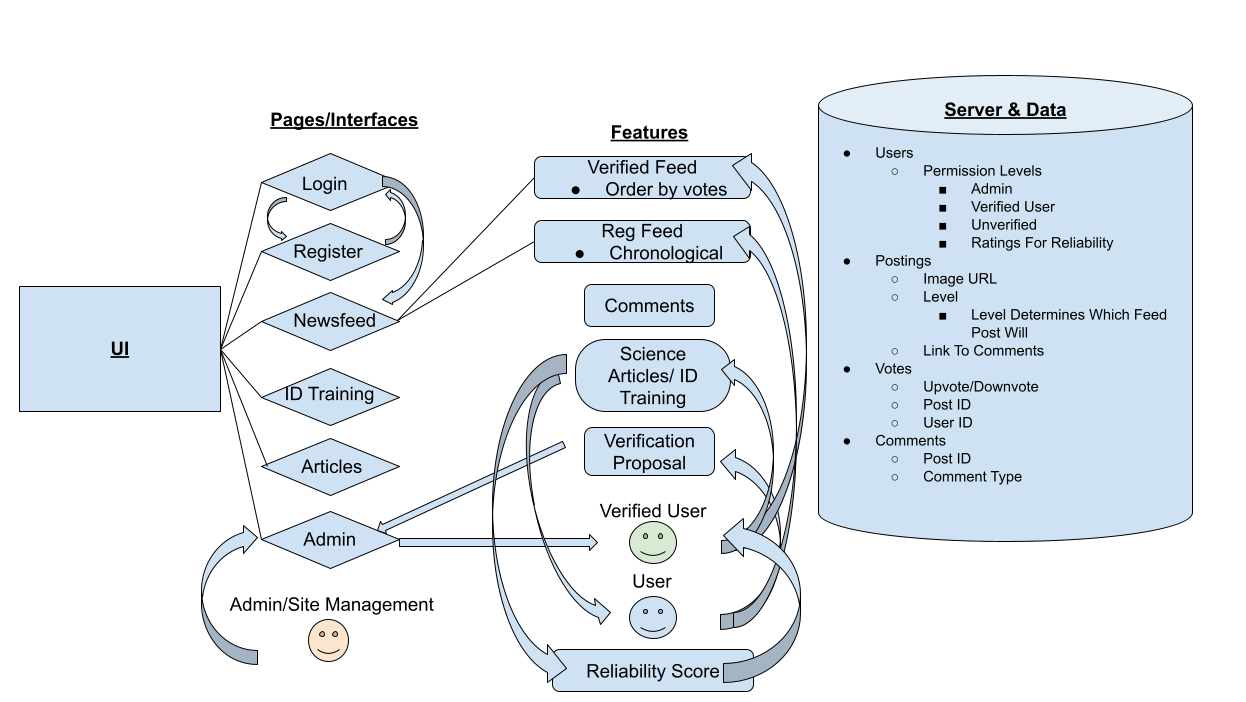 Pages/Interfaces
Login
Register
Newsfeed
ID Training
Articles
Admin
Admin/Site Management
UI
Features
Verified Feed
● Order by votes
Reg Feed
● Chronological
Comments
Science
Articles/ ID
Training
Verification
Proposal
Verified User
User
Reliability Score
Server & Data
● Users
○ Permission Levels
■ Admin
■ Verified User
■ Unverified
■ Ratings For Reliability
● Postings
○ Image URL
○ Level
■ Level Determines Which Feed
Post Will
○ Link To Comments
● Votes
○ Upvote/Downvote
○ Post ID
○ User ID
● Comments
○ Post ID
○ Comment Type